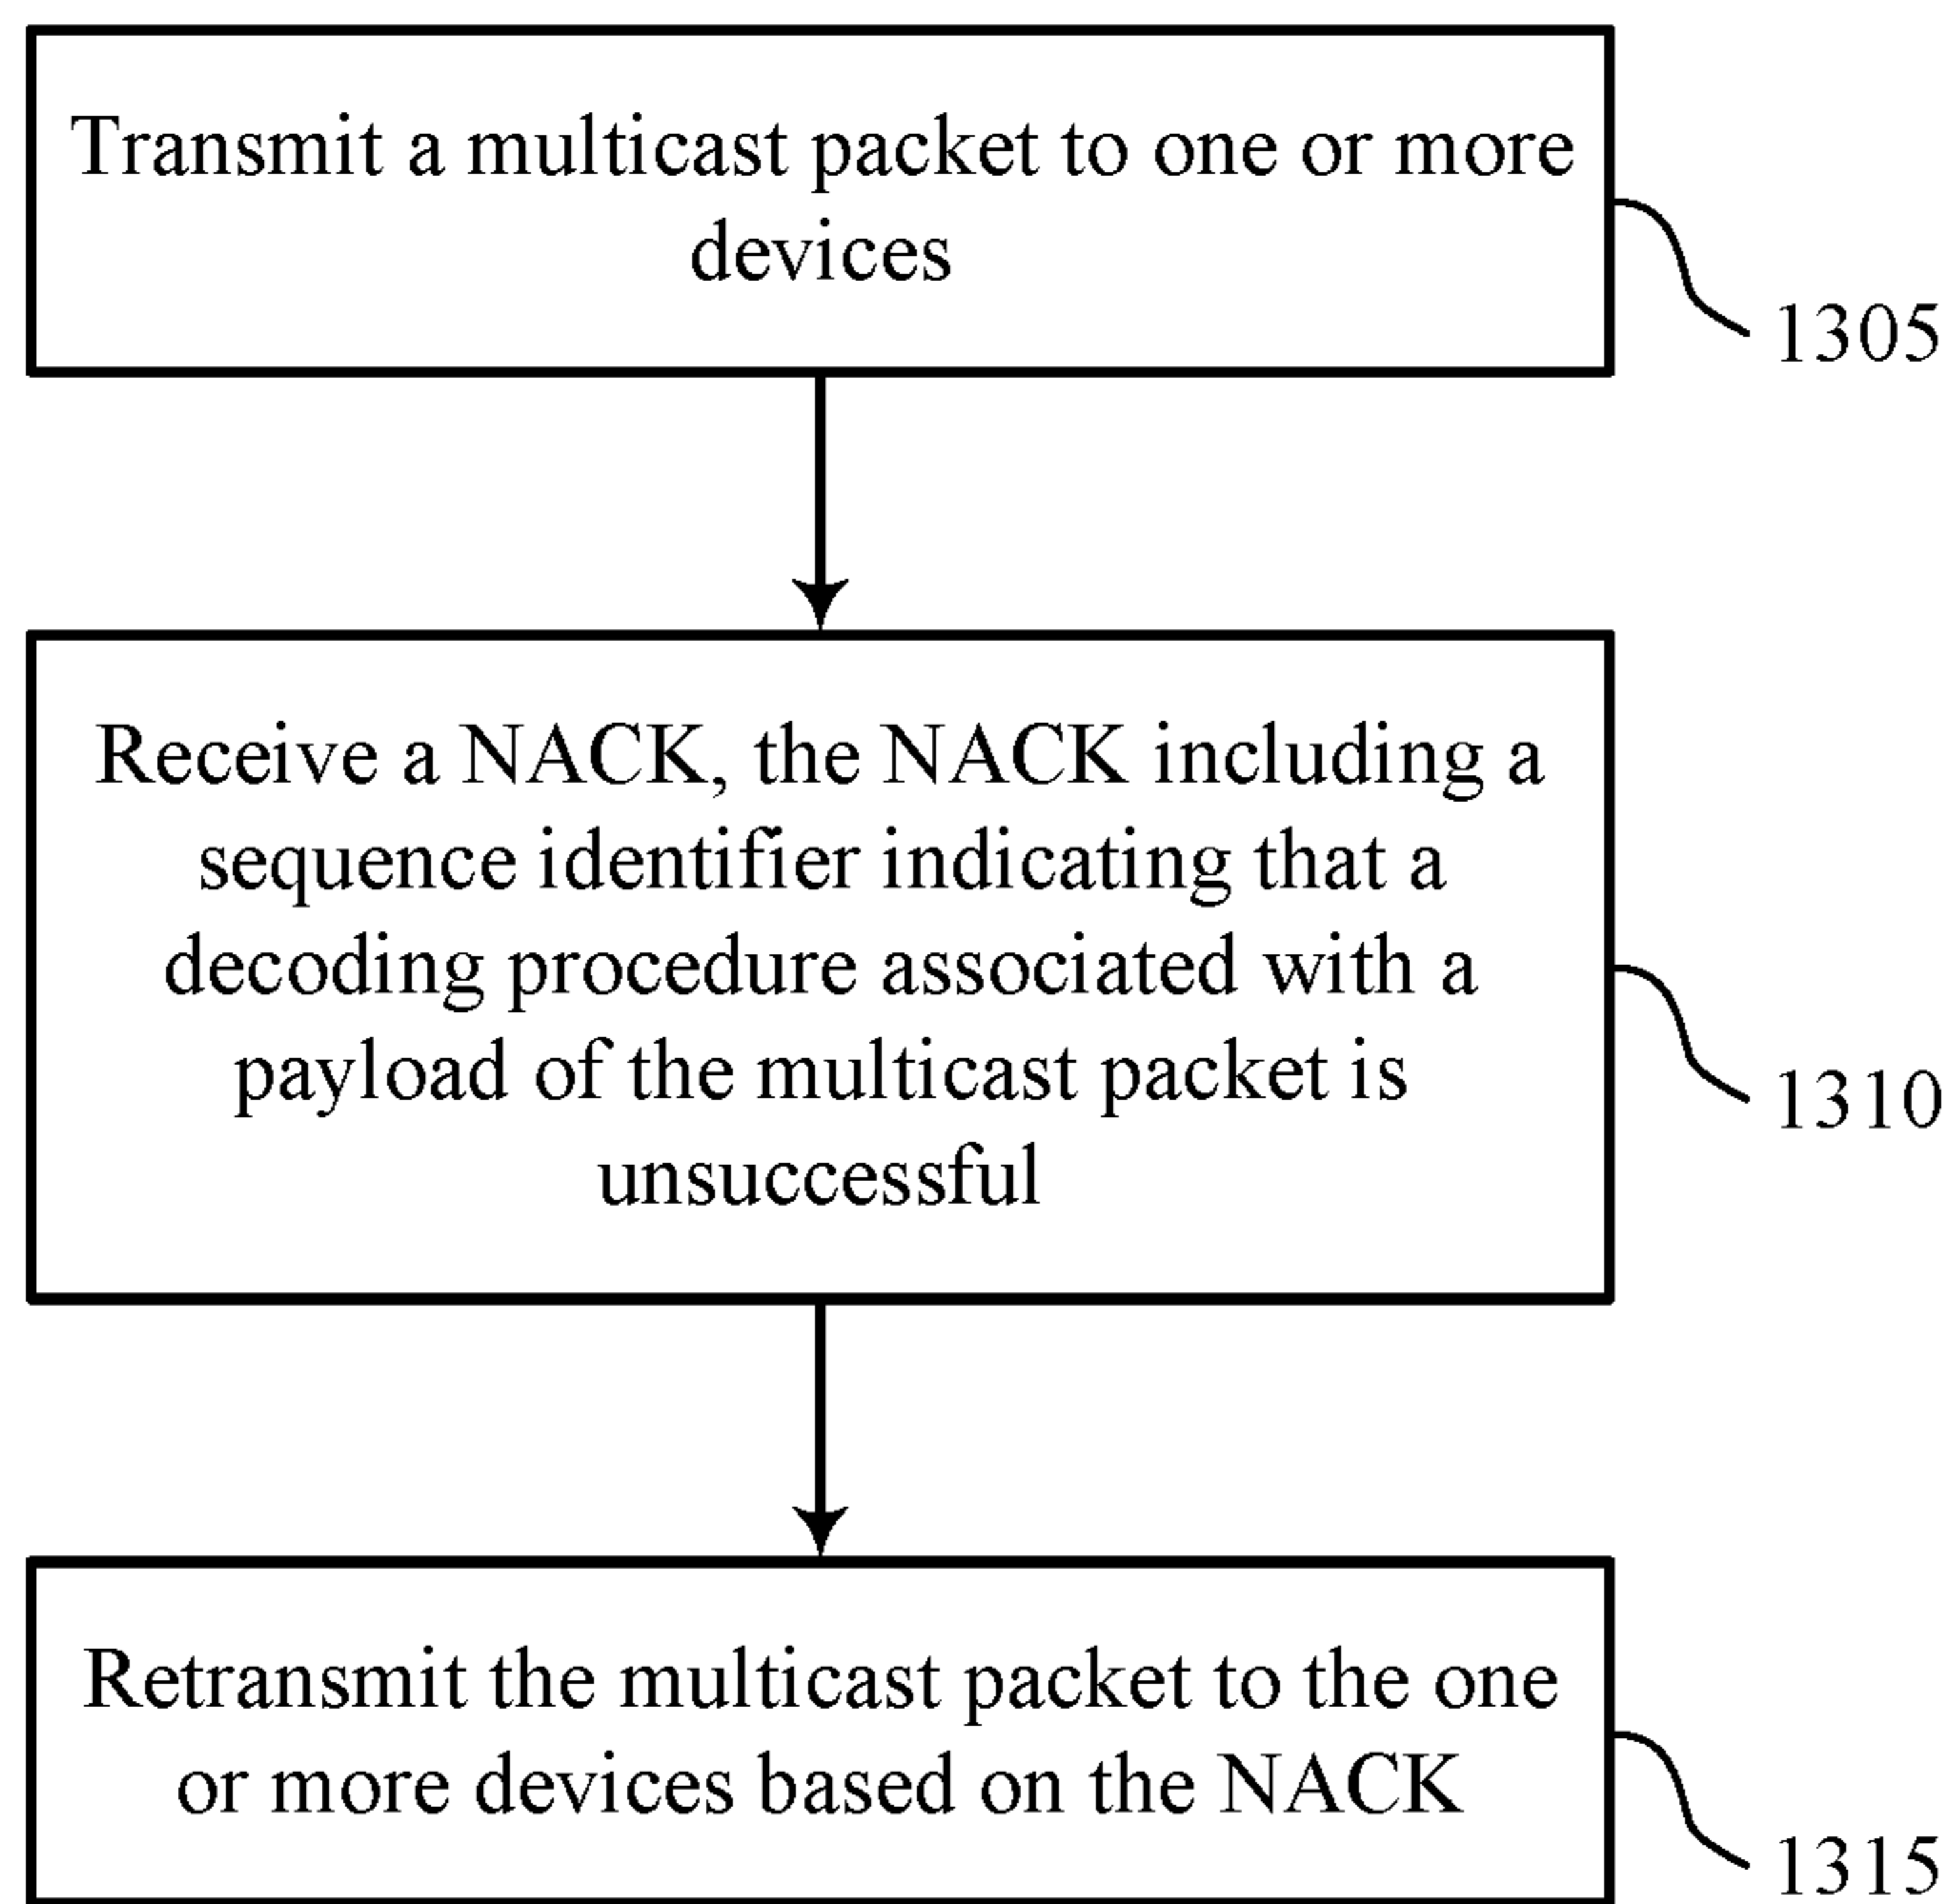 Transmit a multicast packet to one or more
devices
1305
Receive a NACK, the NACK including a
sequence identifier indicating that a
decoding procedure associated with a
payload of the multicast packet is
unsuccessful
1310
Retransmit the multicast packet to the one
or more devices based on the NACK
1315